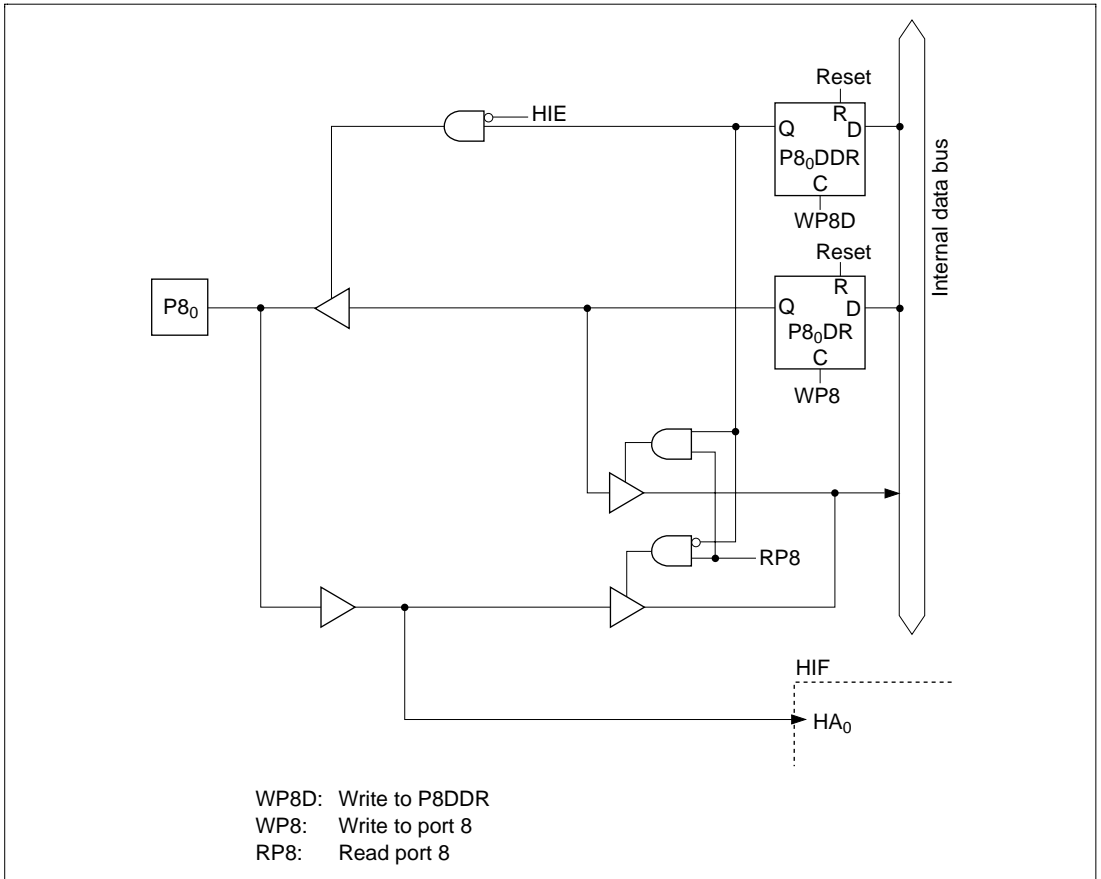 Reset
HIE
R
Q
D
P8₀DDR
C
WP8D
Reset
R
Q
D
P8₀
P8₀DR
C
WP8
Internal data bus
RP8
HIF
HA₀
WP8D: Write to P8DDR
WP8: Write to port 8
RP8: Read port 8